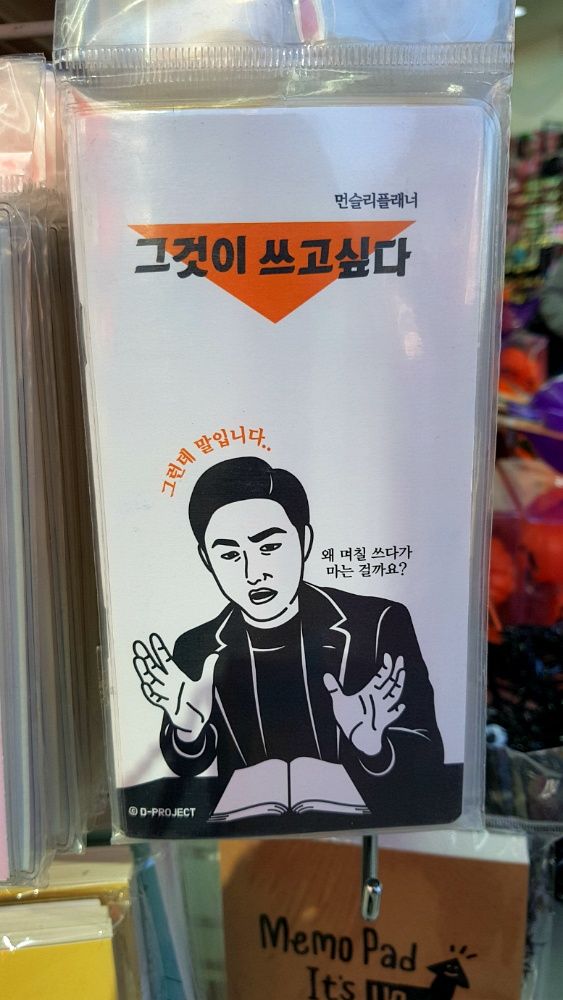 먼슬리플래너
그것이 쓰고싶다
그런데 말입니다..
왜 며칠 쓰다가
마는 걸까요?
© D-PROJECT
Memo Pad
It's